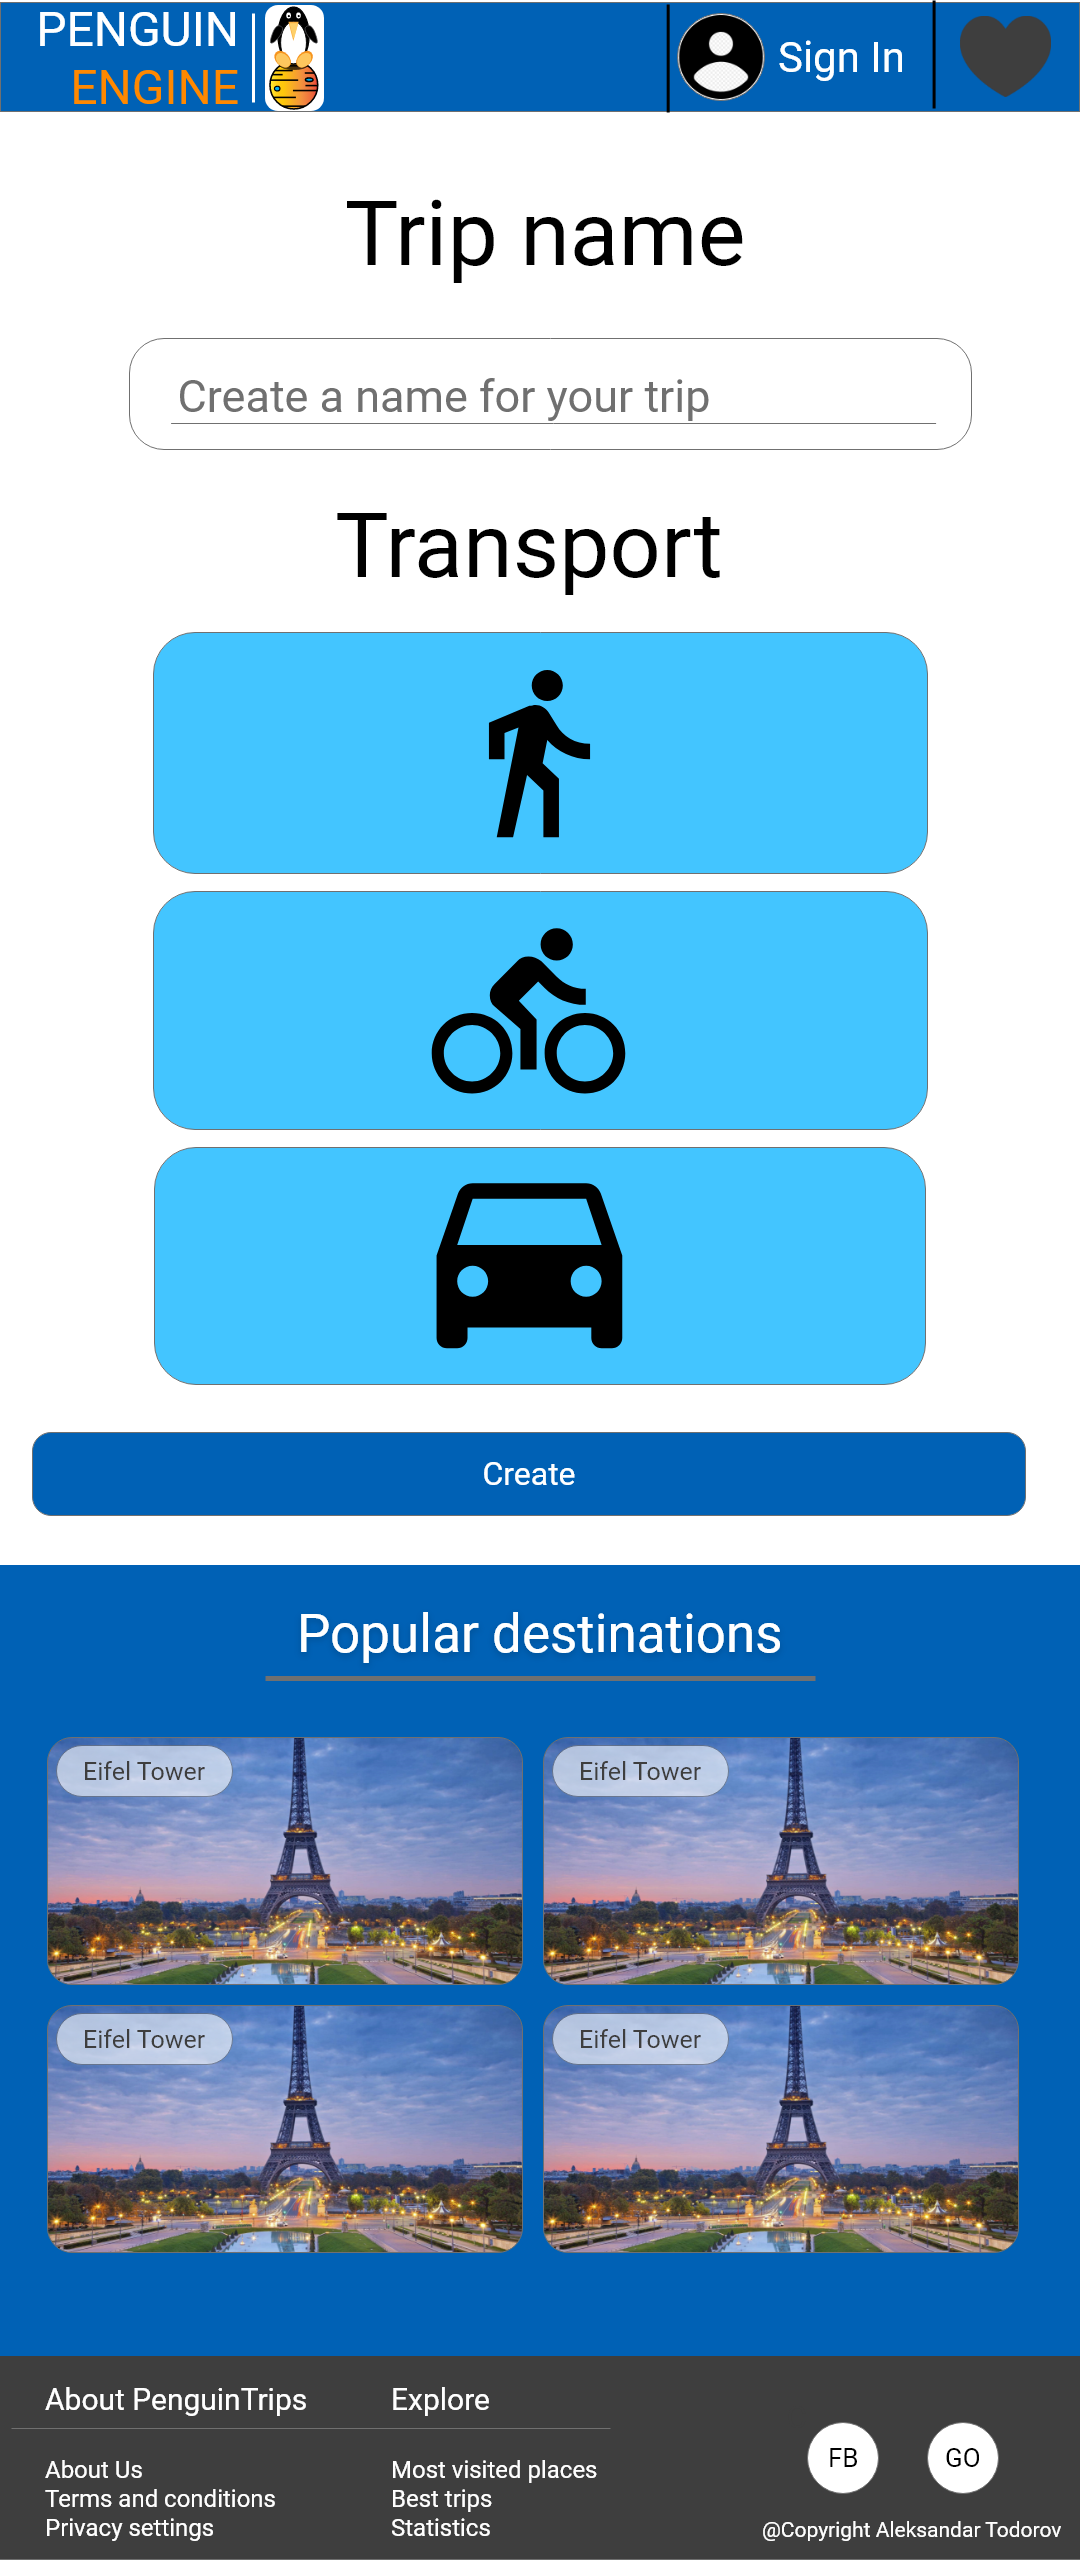 PENGUIN
ENGINE
Sign In
Trip name
Create a name for your trip
Transport
Create
Popular destinations
Eifel Tower
Eifel Tower
Eifel Tower
Eifel Tower
About PenguinTrips
About Us
Terms and conditions
Privacy settings
Explore
Most visited places
Best trips
Statistics
FB
GO
@Copyright Aleksandar Todorov